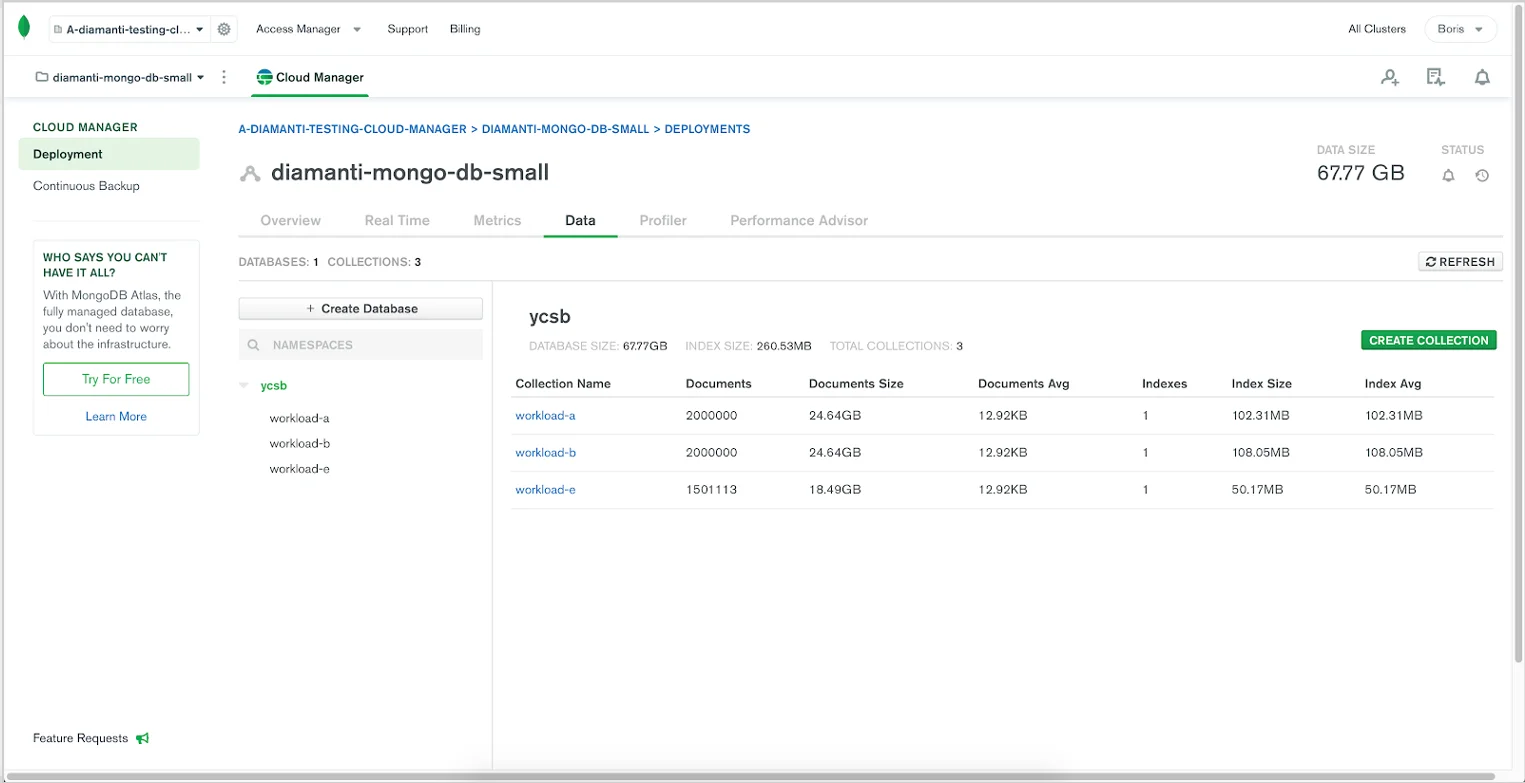 A-diamanti-testing-cl... Access Manager Support Billing All Clusters Boris
diamanti-mongo-db-small Cloud Manager
CLOUD MANAGER
Deployment
Continuous Backup
WHO SAYS YOU CAN'T
HAVE IT ALL?
With MongoDB Atlas, the
fully managed database,
you don't need to worry
about the infrastructure.
Try For Free
Learn More
Feature Requests
A-DIAMANTI-TESTING-CLOUD-MANAGER > DIAMANTI-MONGO-DB-SMALL > DEPLOYMENTS
diamanti-mongo-db-small
DATA SIZE
67.77 GB
STATUS
Overview Real Time Metrics Data Profiler Performance Advisor
DATABASES: 1 COLLECTIONS: 3
REFRESH
+ Create Database
NAMESPACES
ycsb
workload-a
workload-b
workload-e
ycsb
DATABASE SIZE: 67.77GB INDEX SIZE: 260.53MB TOTAL COLLECTIONS: 3
CREATE COLLECTION
Collection Name Documents Documents Size Documents Avg Indexes Index Size Index Avg
workload-a 2000000 24.64GB 12.92KB 1 102.31MB 102.31MB
workload-b 2000000 24.64GB 12.92KB 1 108.05MB 108.05MB
workload-e 1501113 18.49GB 12.92KB 1 50.17MB 50.17MB